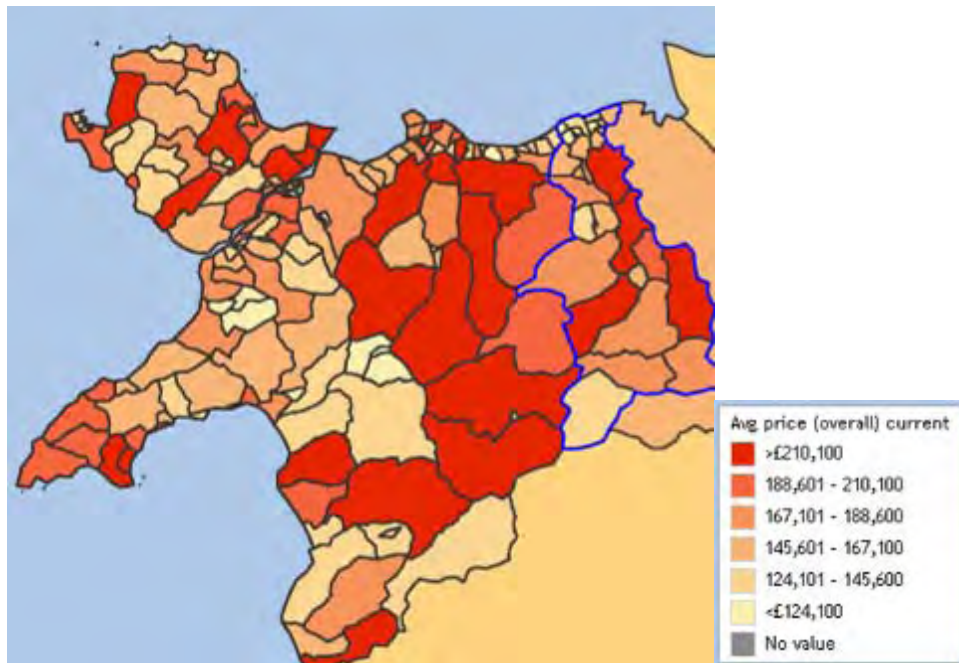 Avg price (overall) current
>£210,100
188,601 - 210,100
167,101 - 188,600
145,601 - 167,100
124,101 - 145,600
<£124,100
No value